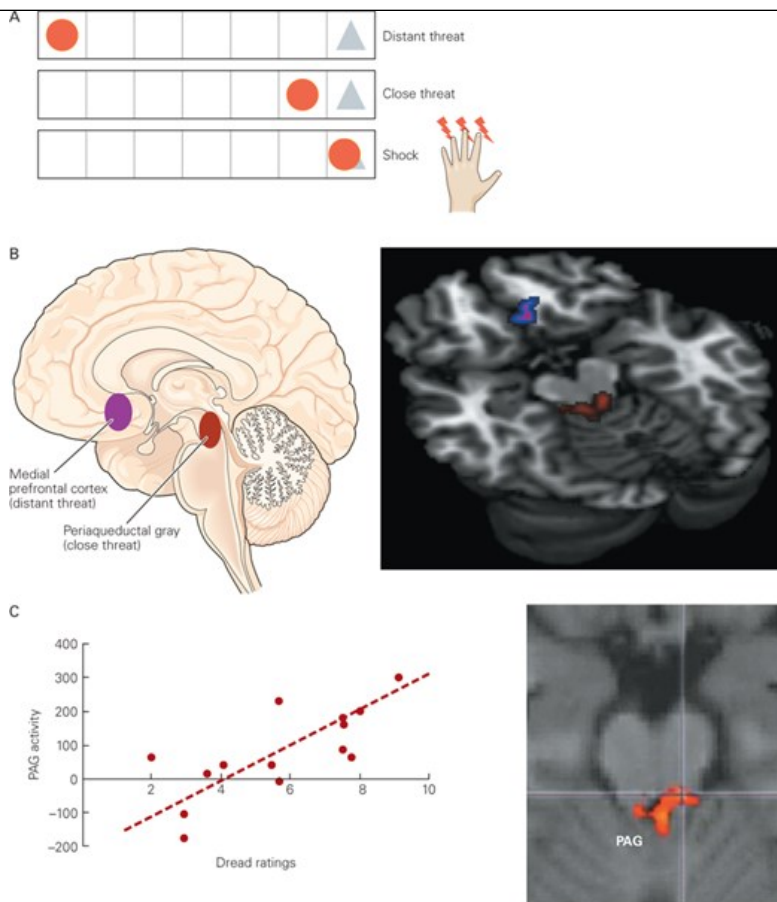 A
Distant threat
Close threat
Shock
B
Medial
prefrontal cortex
(distant threat)
Periaqueductal gray
(close threat)
C
400
300
200
100
0
–100
–200
2
4
6
8
10
PAG activity
Dread ratings
PAG